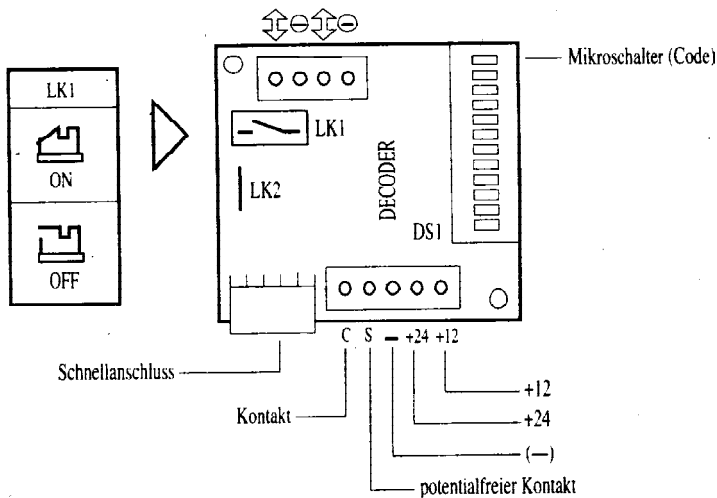 Mikroschalter (Code)
LK1
ON
OFF
LK1
LK2
DECODER
DS1
C S – +24 +12
Schnellanschluss
Kontakt
+12
+24
(—)
potentialfreier Kontakt